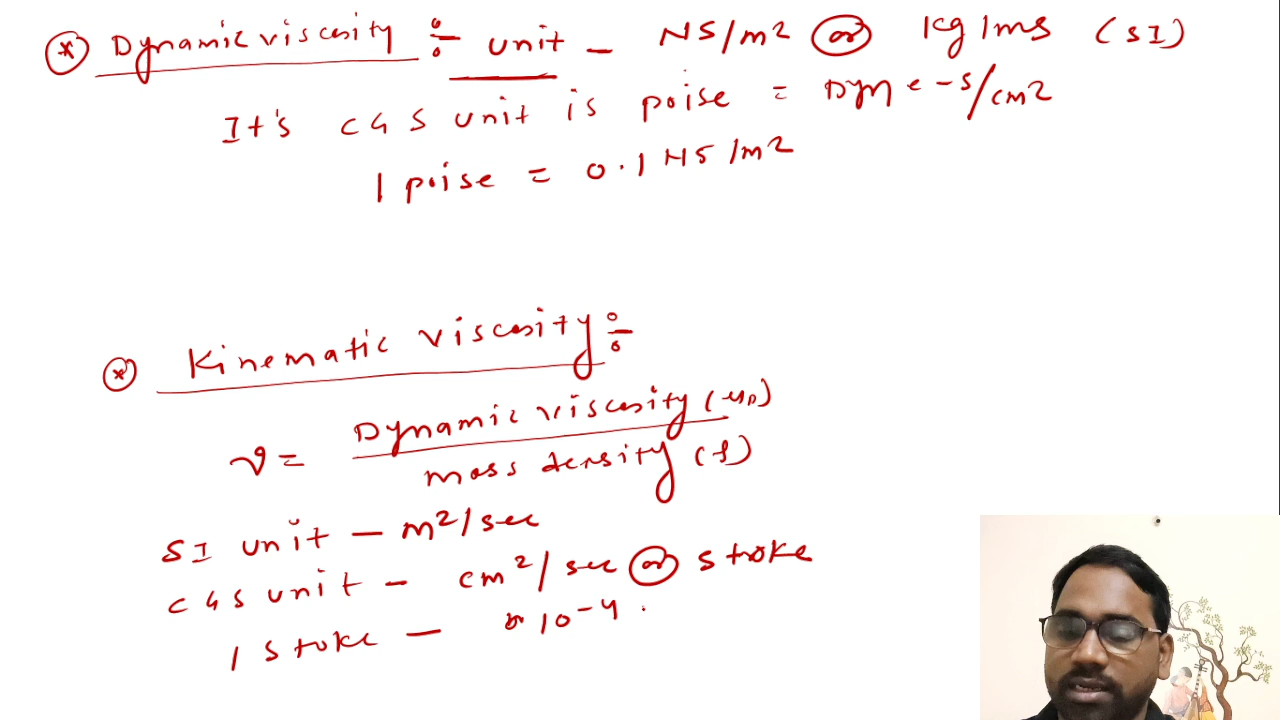 * Dynamic viscosity ÷ unit - NS/m2 or kg/ms (SI)
It's CGS unit is poise = Dyne-s/cm2
1 poise = 0.1 NS/m2
* Kinematic viscosity ÷
ν = Dynamic viscosity (μD)
mass density (ρ)
SI unit - m2/sec
CGS unit - cm2/sec or stoke
1 stoke - 10-4